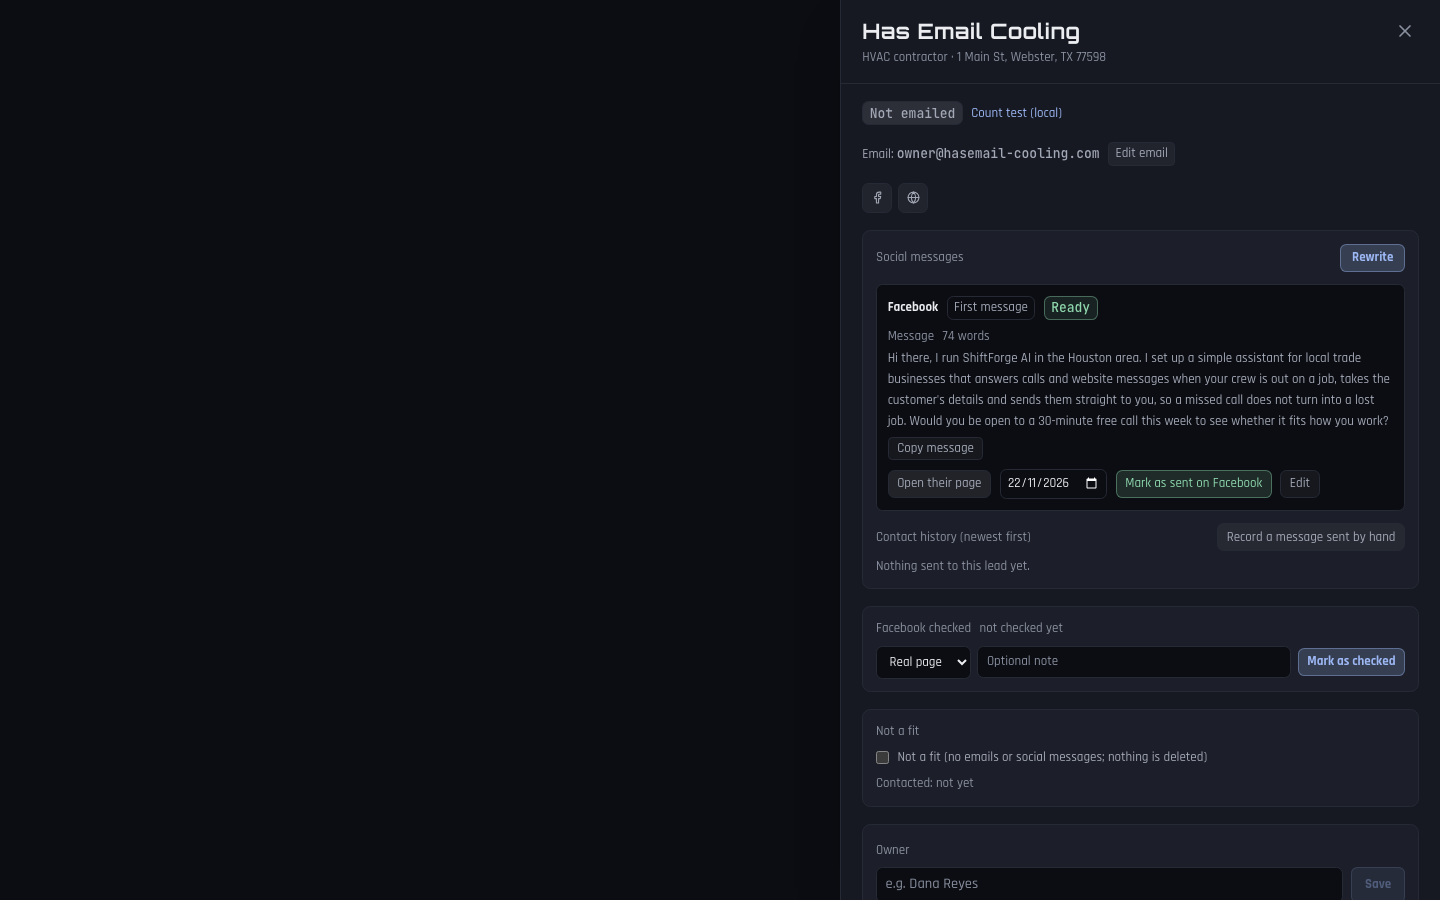 Has Email Cooling
HVAC contractor · 1 Main St, Webster, TX 77598
Not emailed Count test (local)
Email: owner@hasemail-cooling.com Edit email
Social messages Rewrite
Facebook First message Ready
Message 74 words
Hi there, I run ShiftForge AI in the Houston area. I set up a simple assistant for local trade
businesses that answers calls and website messages when your crew is out on a job, takes the
customer's details and sends them straight to you, so a missed call does not turn into a lost
job. Would you be open to a 30-minute free call this week to see whether it fits how you work?
Copy message
Open their page 22/11/2026 Mark as sent on Facebook Edit
Contact history (newest first) Record a message sent by hand
Nothing sent to this lead yet.
Facebook checked not checked yet
Real page Optional note Mark as checked
Not a fit
Not a fit (no emails or social messages; nothing is deleted)
Contacted: not yet
Owner
e.g. Dana Reyes Save